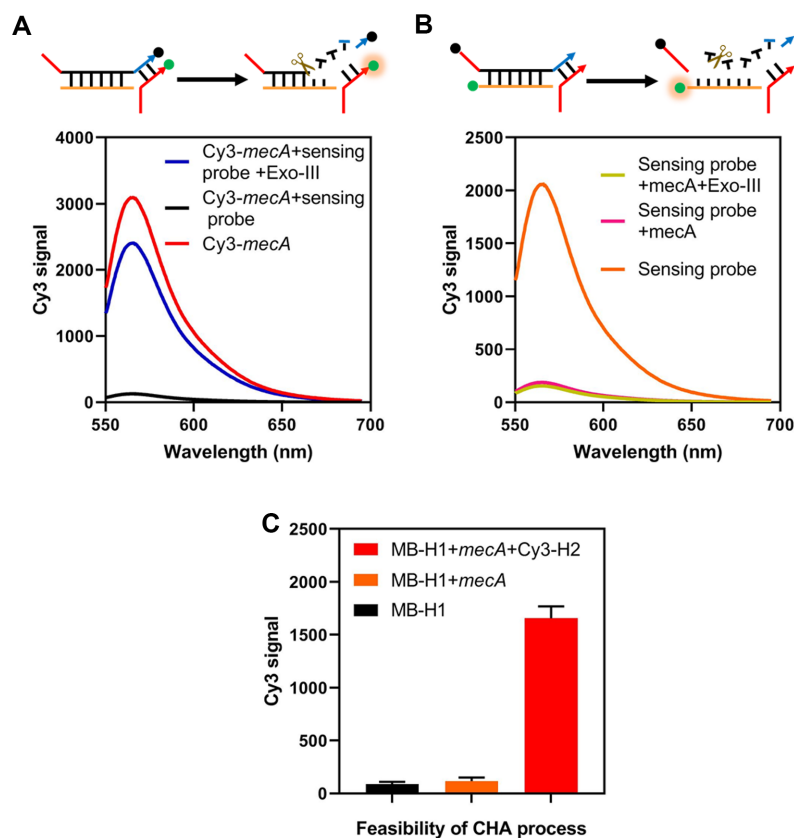 A
4000
3000
2000
1000
0
Cy3 signal
Cy3-mecA+sensing
probe +Exo-III
Cy3-mecA+sensing
probe
Cy3-mecA
550
600
650
700
Wavelength (nm)
B
2500
2000
1500
1000
500
0
Cy3 signal
Sensing probe
+mecA+Exo-III
Sensing probe
+mecA
Sensing probe
550
600
650
700
Wavelength (nm)
C
2500
2000
1500
1000
500
0
Cy3 signal
MB-H1+mecA+Cy3-H2
MB-H1+mecA
MB-H1
Feasibility of CHA process